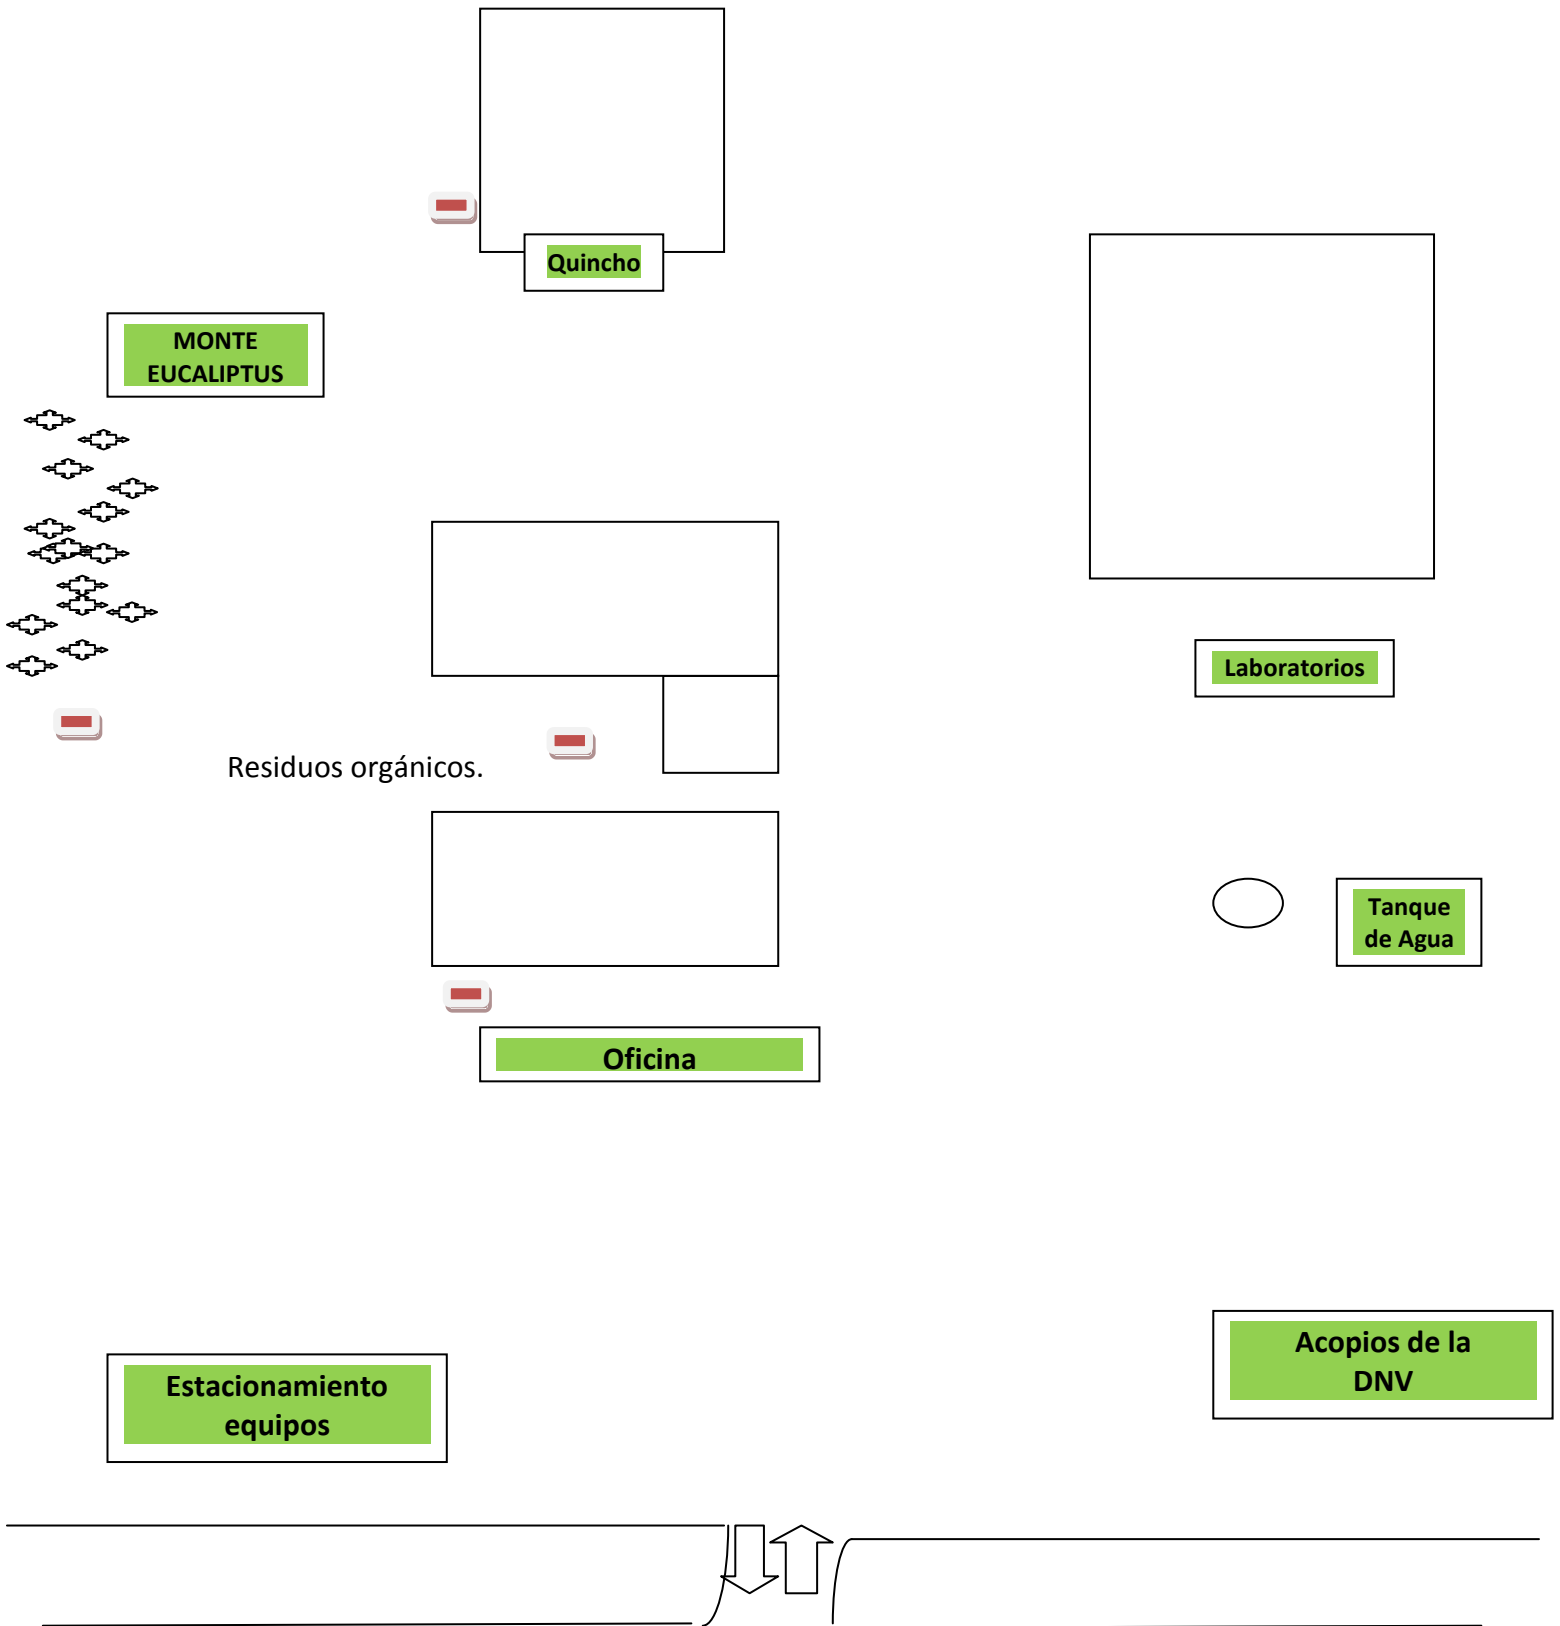 Quincho
MONTE
EUCALIPTUS
Laboratorios
Residuos orgánicos.
Tanque
de Agua
Oficina
Acopios de la
DNV
Estacionamiento
equipos